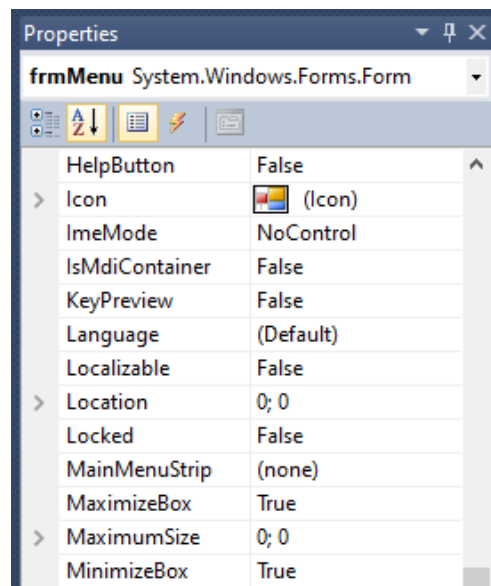 Properties
frmMenu System.Windows.Forms.Form
HelpButton False
Icon (Icon)
ImeMode NoControl
IsMdiContainer False
KeyPreview False
Language (Default)
Localizable False
Location 0; 0
Locked False
MainMenuStrip (none)
MaximizeBox True
MaximumSize 0; 0
MinimizeBox True